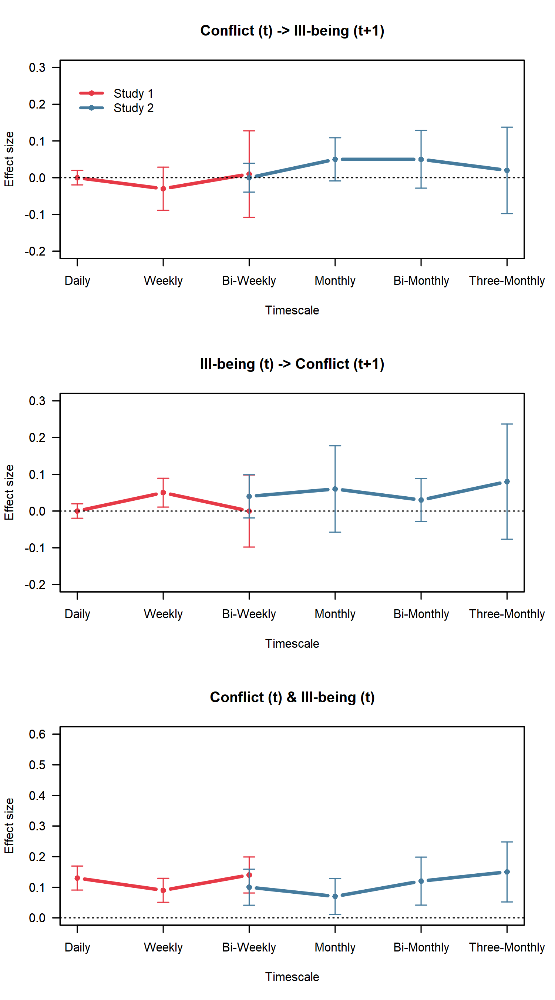 Conflict (t) -> Ill-being (t+1)
0.3
0.2
0.1
0.0
-0.1
-0.2
Effect size
Study 1
Study 2
Daily Weekly Bi-Weekly Monthly Bi-Monthly Three-Monthly
Timescale
Ill-being (t) -> Conflict (t+1)
0.3
0.2
0.1
0.0
-0.1
-0.2
Effect size
Daily Weekly Bi-Weekly Monthly Bi-Monthly Three-Monthly
Timescale
Conflict (t) & Ill-being (t)
0.6
0.5
0.4
0.3
0.2
0.1
0.0
Effect size
Daily Weekly Bi-Weekly Monthly Bi-Monthly Three-Monthly
Timescale